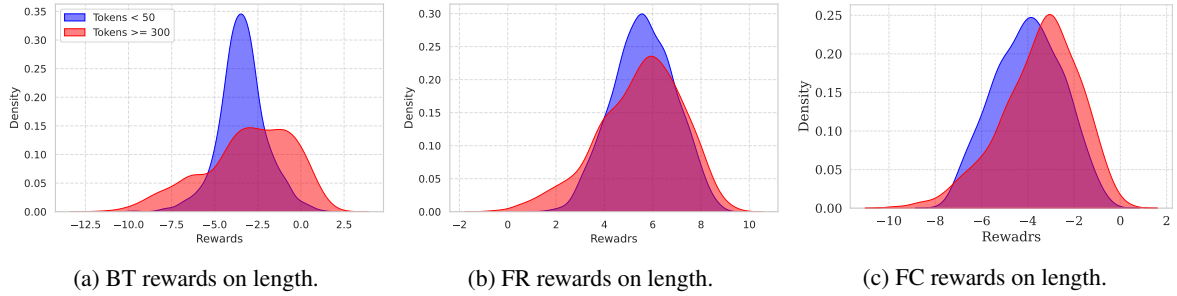 0.35
0.30
0.25
0.20
0.15
0.10
0.05
0.00
Density
Tokens < 50
Tokens >= 300
−12.5 −10.0 −7.5 −5.0 −2.5 0.0 2.5
Rewards
0.30
0.25
0.20
0.15
0.10
0.05
0.00
Density
−2 0 2 4 6 8 10
Rewadrs
0.25
0.20
0.15
0.10
0.05
0.00
Density
−10 −8 −6 −4 −2 0 2
Rewadrs
(a) BT rewards on length.
(b) FR rewards on length.
(c) FC rewards on length.